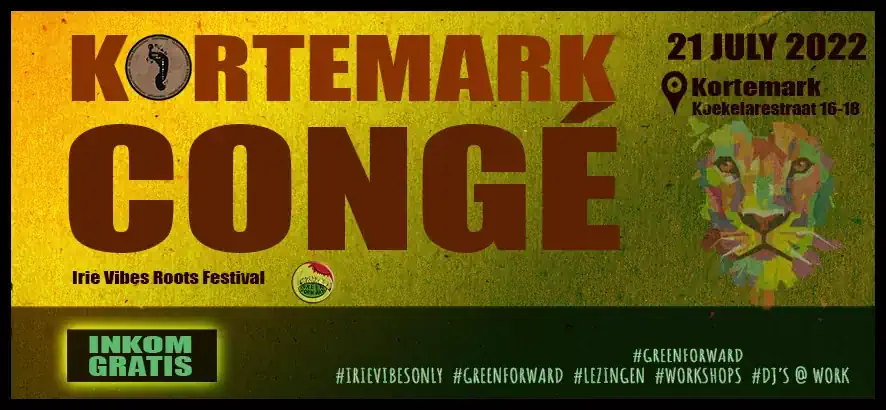 KORTEMARK
CONGÉ
21 JULY 2022
Kortemark
Koekelarestraat 16-18
Irie Vibes Roots Festival
INKOM
GRATIS
#GREENFORWARD
#IRIEVIBESONLY #GREENFORWARD #LEZINGEN #WORKSHOPS #DJ'S @ WORK